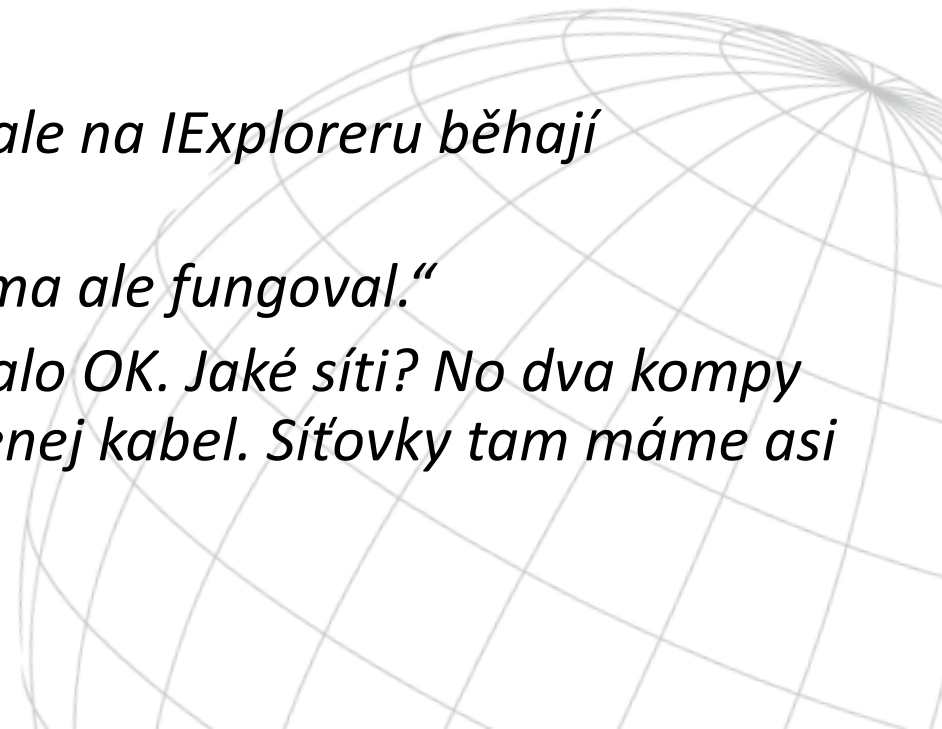 ale na IExploreru běhají
ma ale fungoval.“
alo OK. Jaké síti? No dva kompy
enej kabel. Síťovky tam máme asi